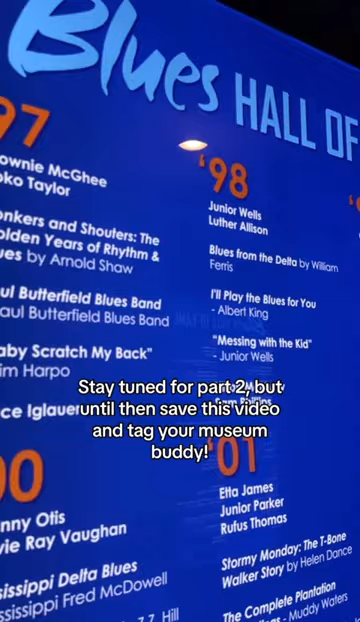 Blues HALL OF
'97
ownie McGhee
oko Taylor
onkers and Shouters: The
olden Years of Rhythm &
ues by Arnold Shaw
ul Butterfield Blues Band
aul Butterfield Blues Band
aby Scratch My Back"
im Harpo
ce Iglauer
'98
Junior Wells
Luther Allison
Blues from the Delta by William
Ferris
I'll Play the Blues for You
- Albert King
"Messing with the Kid"
- Junior Wells
Stay tuned for part 2, but
until then save this video
and tag your museum
buddy!
00
nny Otis
vie Ray Vaughan
sissippi Delta Blues
ississippi Fred McDowell
Hill
'01
Etta James
Junior Parker
Rufus Thomas
Stormy Monday: The T-Bone
Walker Story by Helen Dance
The Complete Plantation
- Muddy Waters